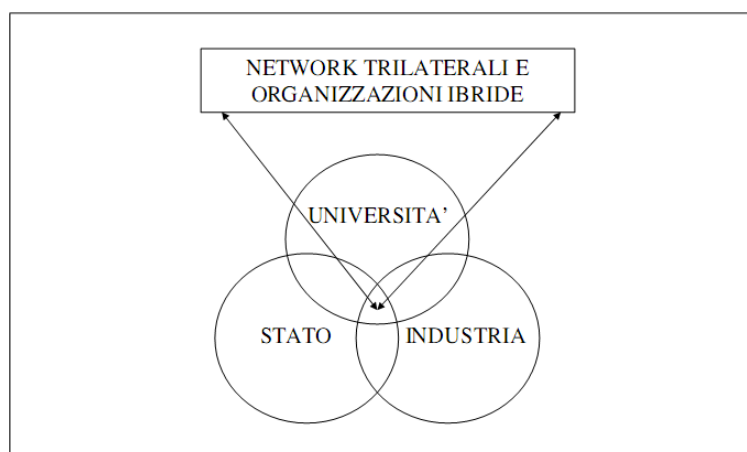 NETWORK TRILATERALI E
ORGANIZZAZIONI IBRIDE
UNIVERSITA'
STATO
INDUSTRIA